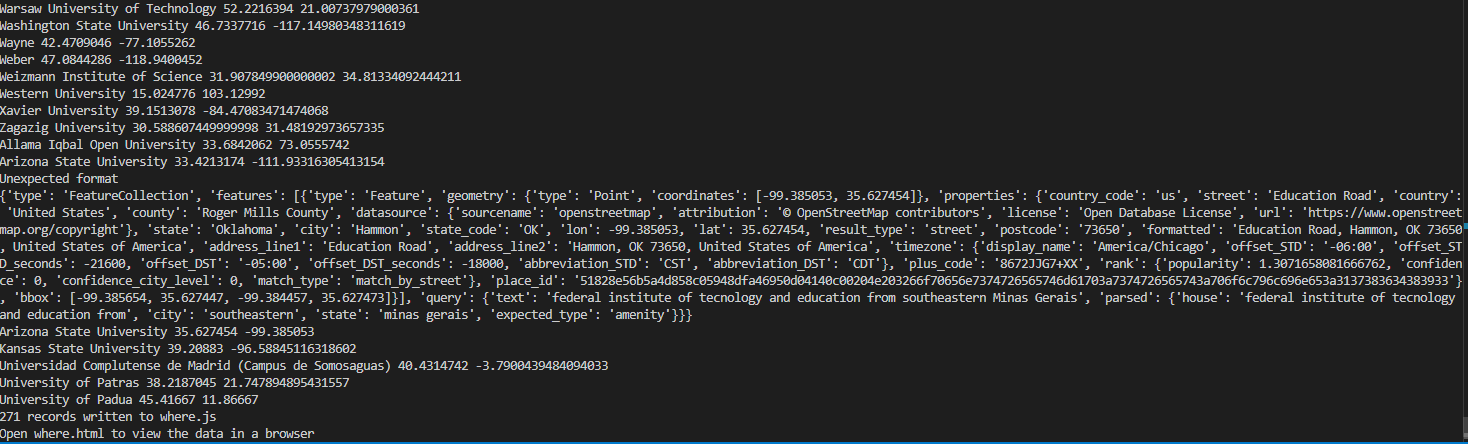 Warsaw University of Technology 52.2216394 21.00737979000361
Washington State University 46.7337716 -117.14980348311619
Wayne 42.4709046 -77.1055262
Weber 47.0844286 -118.9400452
Weizmann Institute of Science 31.907849900000002 34.81334092444211
Western University 15.024776 103.12992
Xavier University 39.1513078 -84.47083471474068
Zagazig University 30.588607449999998 31.48192973657335
Allama Iqbal Open University 33.6842062 73.0555742
Arizona State University 33.4213174 -111.93316305413154
Unexpected format
{'type': 'FeatureCollection', 'features': [{'type': 'Feature', 'geometry': {'type': 'Point', 'coordinates': [-99.385053, 35.627454]}, 'properties': {'country_code': 'us', 'street': 'Education Road', 'country':
 'United States', 'county': 'Roger Mills County', 'datasource': {'sourcename': 'openstreetmap', 'attribution': '© OpenStreetMap contributors', 'license': 'Open Database License', 'url': 'https://www.openstreet
map.org/copyright'}, 'state': 'Oklahoma', 'city': 'Hammon', 'state_code': 'OK', 'lon': -99.385053, 'lat': 35.627454, 'result_type': 'street', 'postcode': '73650', 'formatted': 'Education Road, Hammon, OK 73650
, United States of America', 'address_line1': 'Education Road', 'address_line2': 'Hammon, OK 73650, United States of America', 'timezone': {'display_name': 'America/Chicago', 'offset_STD': '-06:00', 'offset_ST
D_seconds': -21600, 'offset_DST': '-05:00', 'offset_DST_seconds': -18000, 'abbreviation_STD': 'CST', 'abbreviation_DST': 'CDT'}, 'plus_code': '8672JJG7+XX', 'rank': {'popularity': 1.3071658081666762, 'confiden
ce': 0, 'confidence_city_level': 0, 'match_type': 'match_by_street'}, 'place_id': '51828e56b5a4d858c05948dfa46950d04140c00204e203266f70656e7374726565746d61703a7374726565743a706f6c796c696e653a3137383634383933'}
, 'bbox': [-99.385654, 35.627447, -99.384457, 35.627473]}], 'query': {'text': 'federal institute of tecnology and education from southeastern Minas Gerais', 'parsed': {'house': 'federal institute of tecnology 
and education from', 'city': 'southeastern', 'state': 'minas gerais', 'expected_type': 'amenity'}}}
Arizona State University 35.627454 -99.385053
Kansas State University 39.20883 -96.58845116318602
Universidad Complutense de Madrid (Campus de Somosaguas) 40.4314742 -3.7900439484094033
University of Patras 38.2187045 21.747894895431557
University of Padua 45.41667 11.86667
271 records written to where.js
Open where.html to view the data in a browser